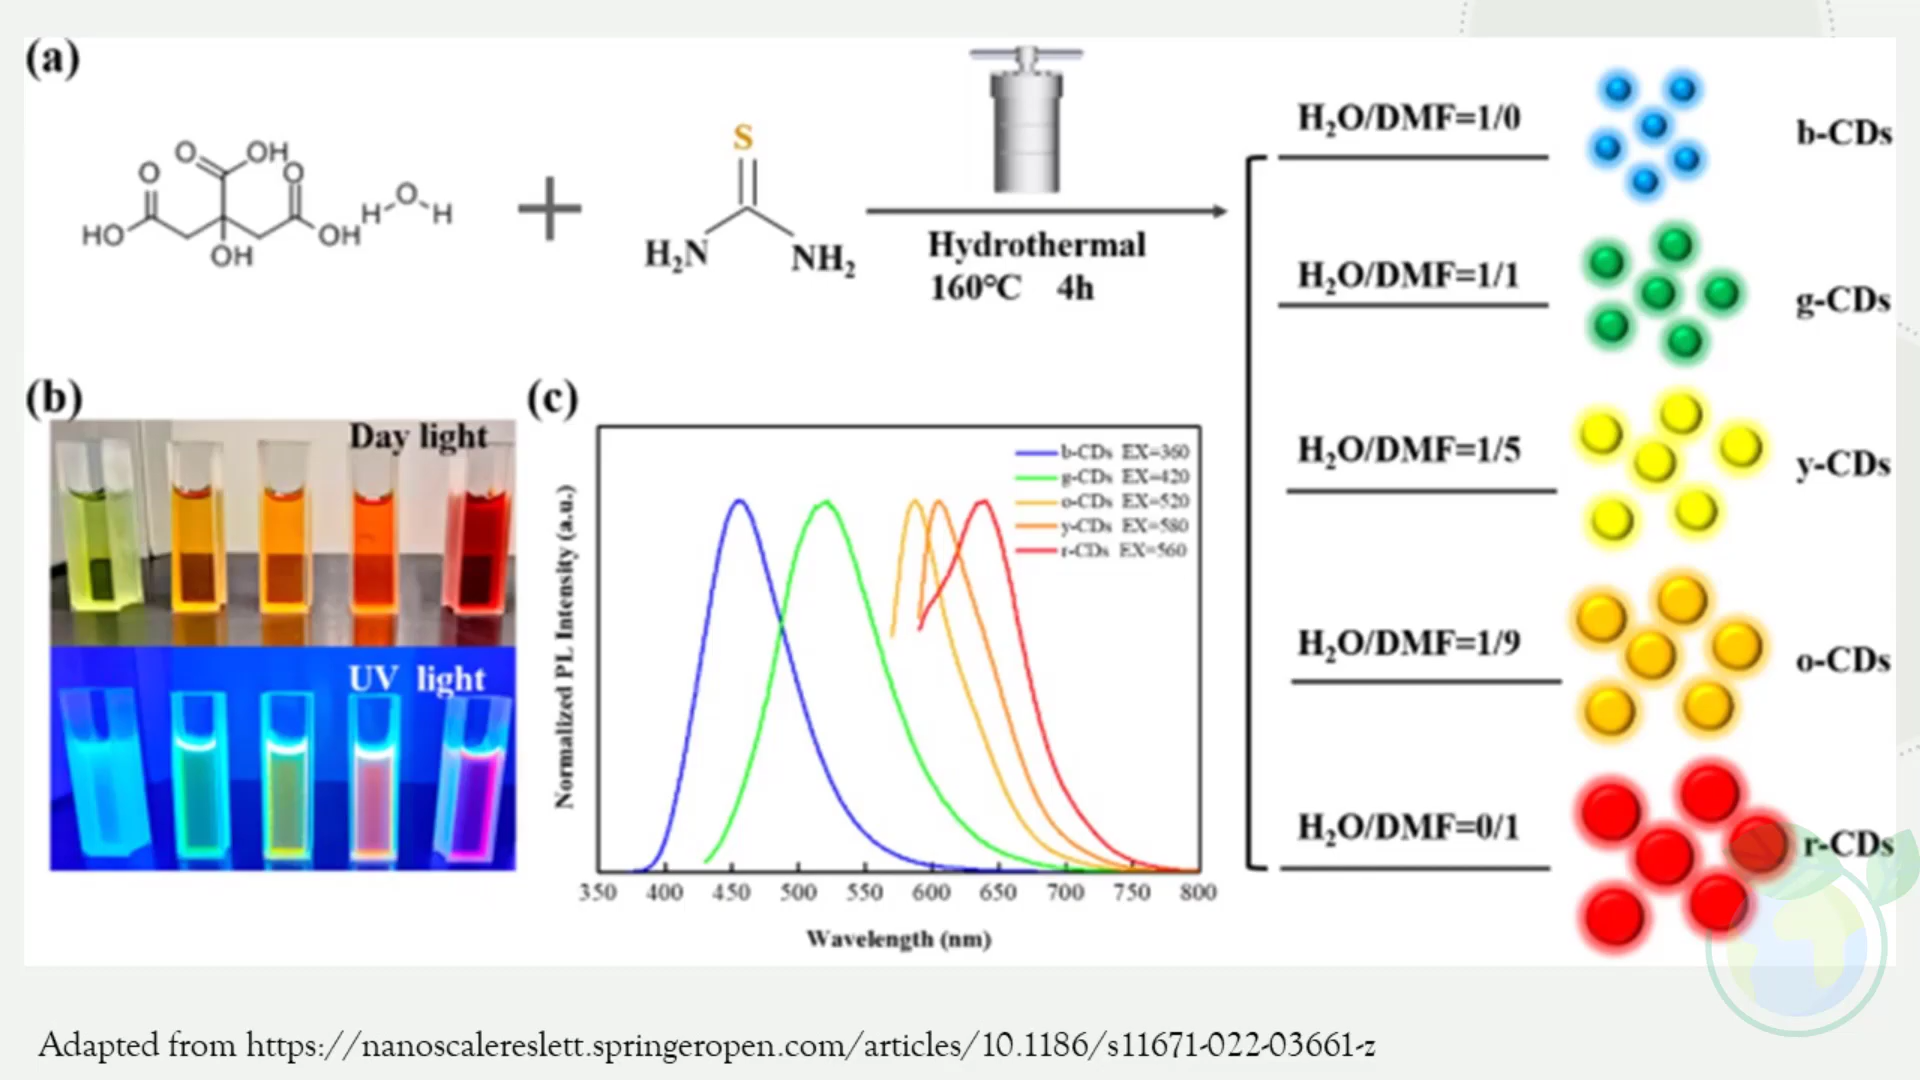 (a)
O
OH
O
O
HO
OH
OH
H
O
H
S
H₂N
NH₂
Hydrothermal
160°C 4h
H₂O/DMF=1/0
b-CDs
H₂O/DMF=1/1
g-CDs
H₂O/DMF=1/5
y-CDs
H₂O/DMF=1/9
o-CDs
H₂O/DMF=0/1
r-CDs
(b)
Day light
UV light
(c)
Normalized PL Intensity (a.u.)
b-CDs EX=360
g-CDs EX=420
o-CDs EX=520
y-CDs EX=580
r-CDs EX=560
350 400 450 500 550 600 650 700 750 800
Wavelength (nm)
Adapted from https://nanoscalereslett.springeropen.com/articles/10.1186/s11671-022-03661-z